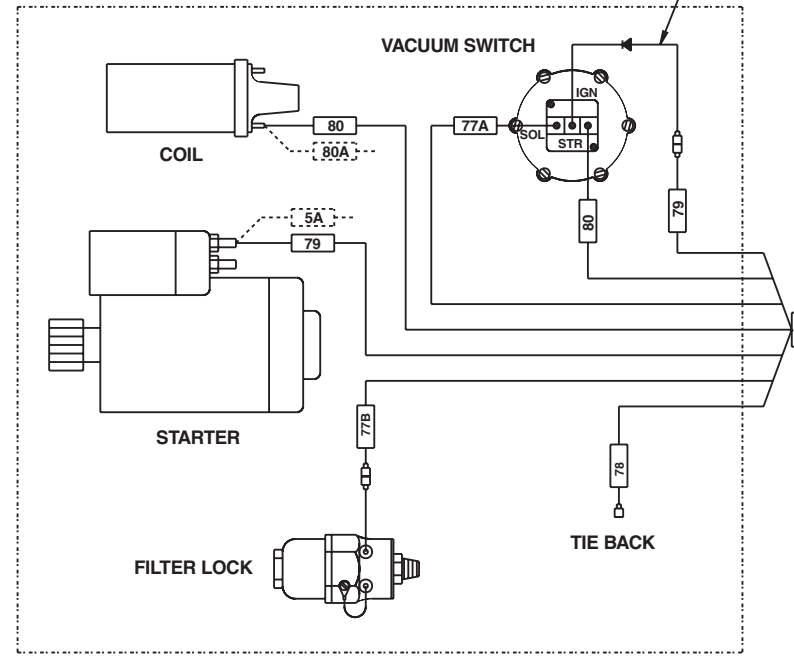 VACUUM SWITCH
IGN
77A
SOL
STR
80
80A
COIL
80
79
5A
79
STARTER
77B
78
TIE BACK
FILTER LOCK